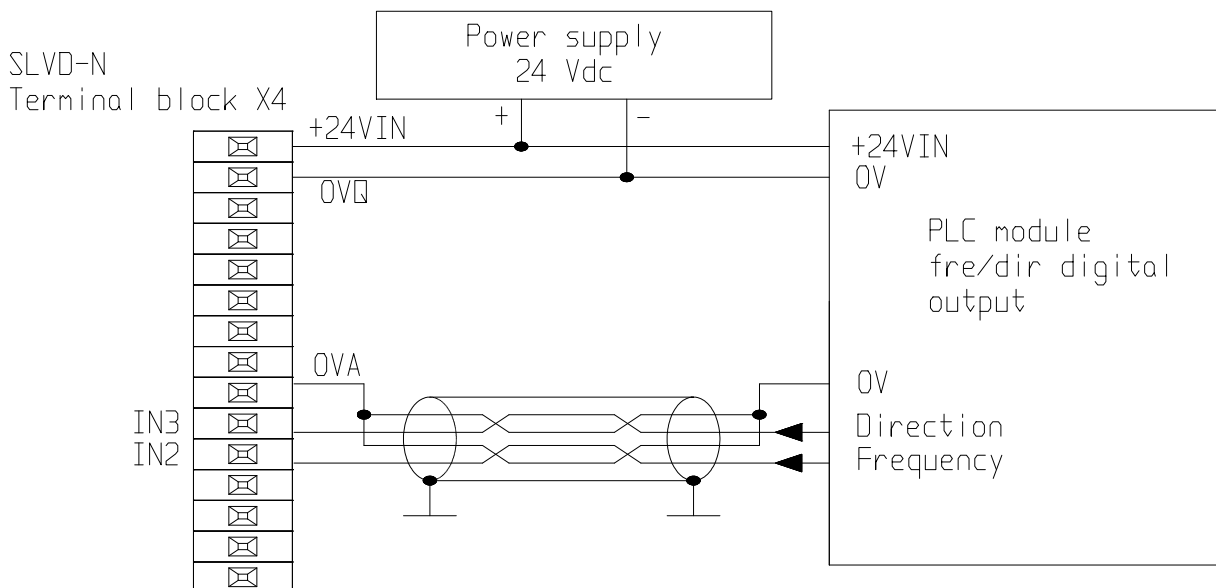 Power supply
24 Vdc
SLVD-N
Terminal block X4
+ -
+24VIN
0VQ
+24VIN
0V
PLC module
fre/dir digital
output
0VA
0V
IN3
Direction
IN2
Frequency